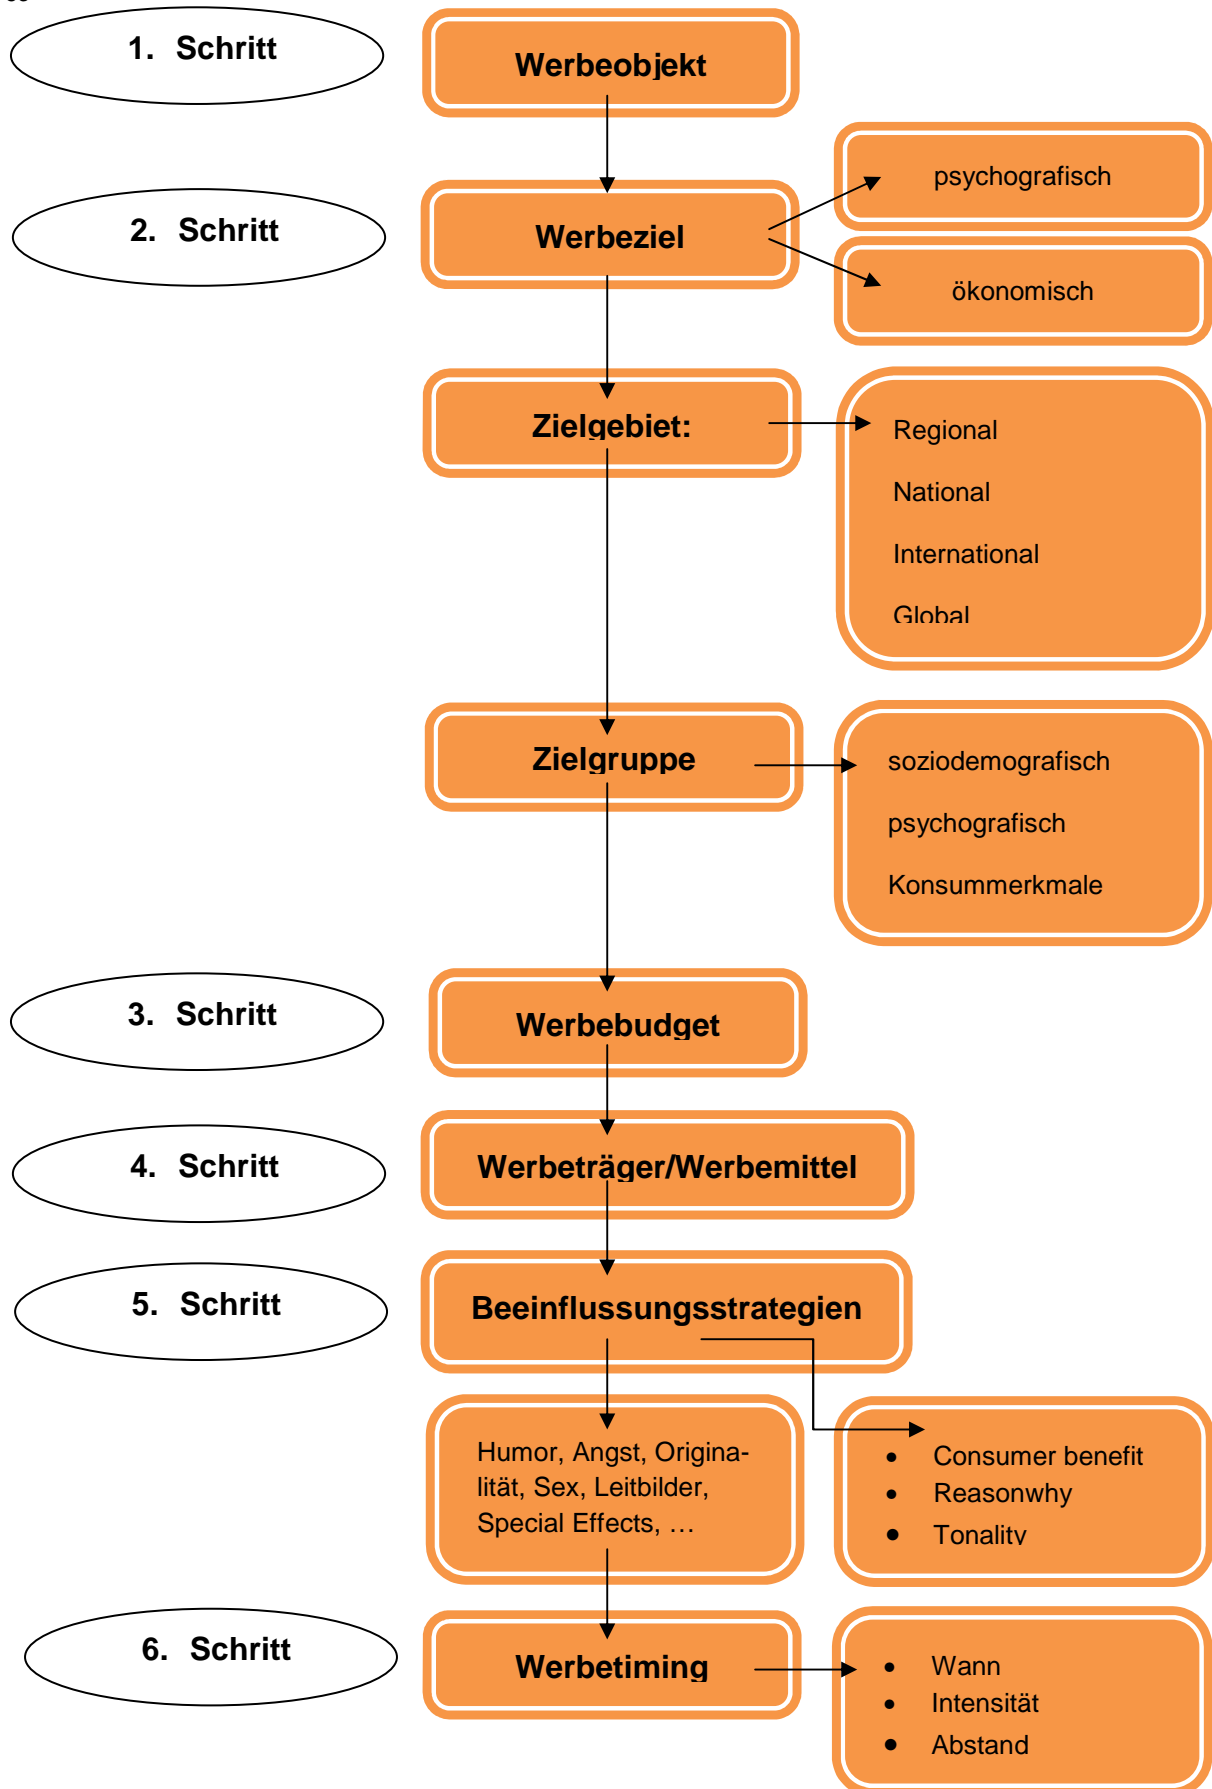 1. Schritt
Werbeobjekt
psychografisch
2. Schritt
Werbeziel
ökonomisch
Zielgebiet:
Regional
National
International
Global
Zielgruppe
soziodemografisch
psychografisch
Konsummerkmale
3. Schritt
Werbebudget
4. Schritt
Werbeträger/Werbemittel
5. Schritt
Beeinflussungsstrategien
Humor, Angst, Origina-
lität, Sex, Leitbilder,
Special Effects, …
• Consumer benefit
• Reasonwhy
• Tonality
6. Schritt
Werbetiming
• Wann
• Intensität
• Abstand